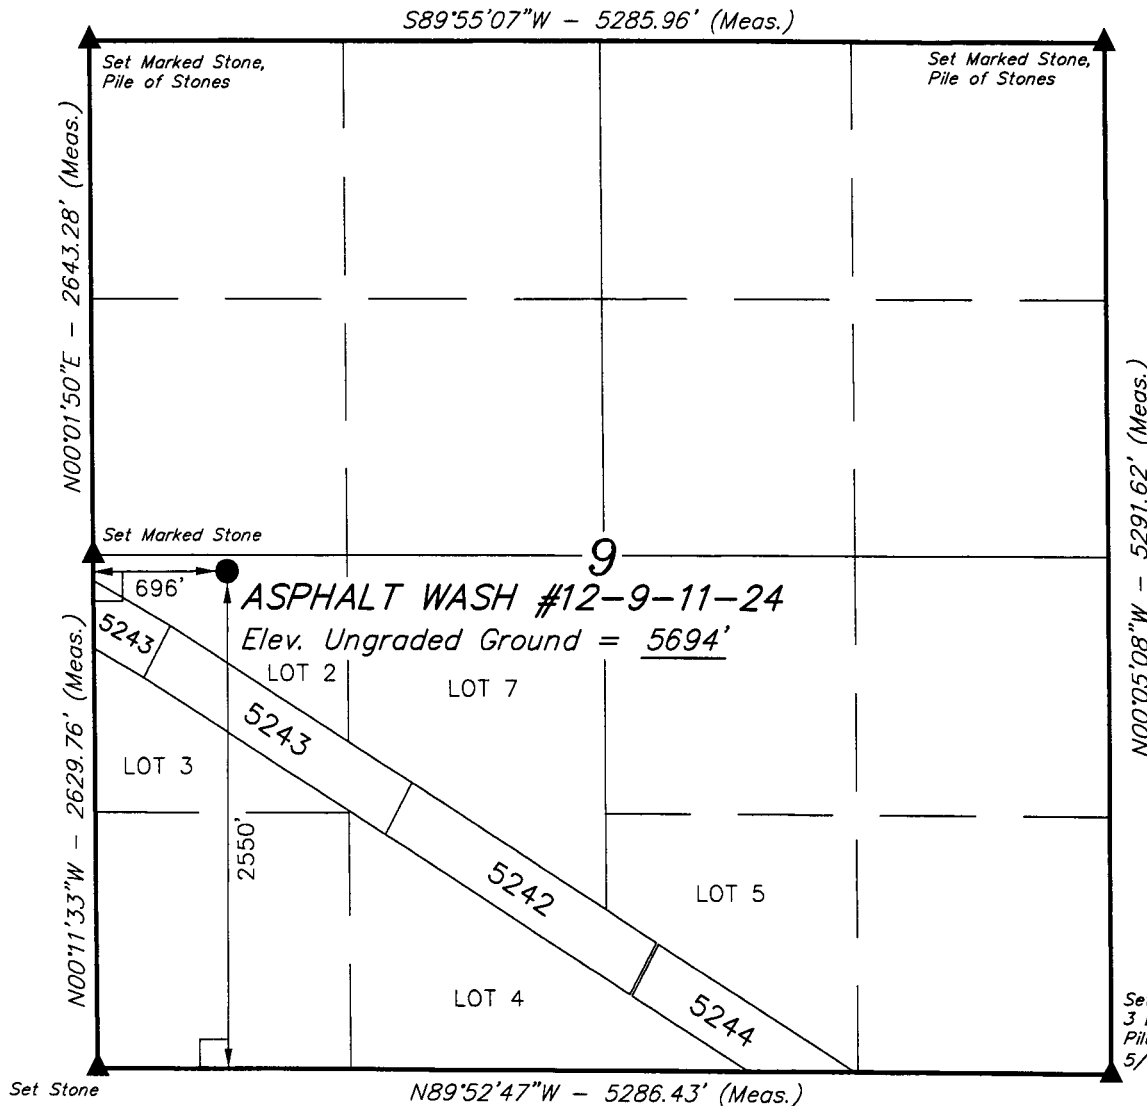 S89°55'07"W - 5285.96' (Meas.)
Set Marked Stone,
Pile of Stones
Set Marked Stone,
Pile of Stones
N00°01'50"E - 2643.28' (Meas.)
N00°05'08"W - 5291.62' (Meas.)
Set Marked Stone
9
696'
ASPHALT WASH #12-9-11-24
Elev. Ungraded Ground = 5694'
5243
LOT 2
LOT 7
5243
LOT 3
N00°11'33"W - 2629.76' (Meas.)
2550'
5242
LOT 5
LOT 4
5244
3
5/
Set Stone
N89°52'47"W - 5286.43' (Meas.)